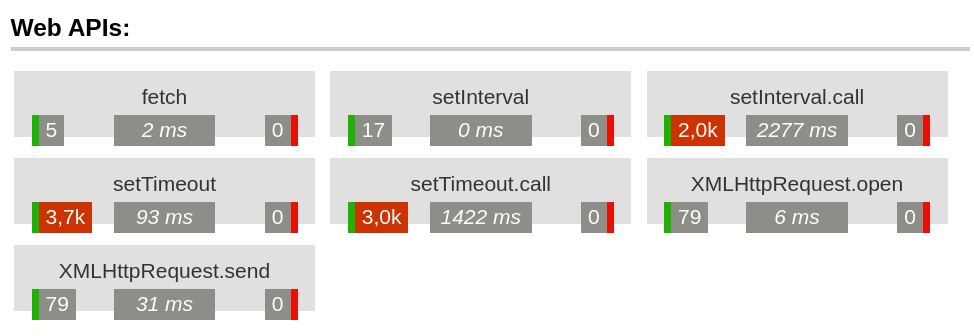 Web APIs:
fetch
5 2 ms 0
setInterval
17 0 ms 0
setInterval.call
2,0k 2277 ms 0
setTimeout
3,7k 93 ms 0
setTimeout.call
3,0k 1422 ms 0
XMLHttpRequest.open
79 6 ms 0
XMLHttpRequest.send
79 31 ms 0